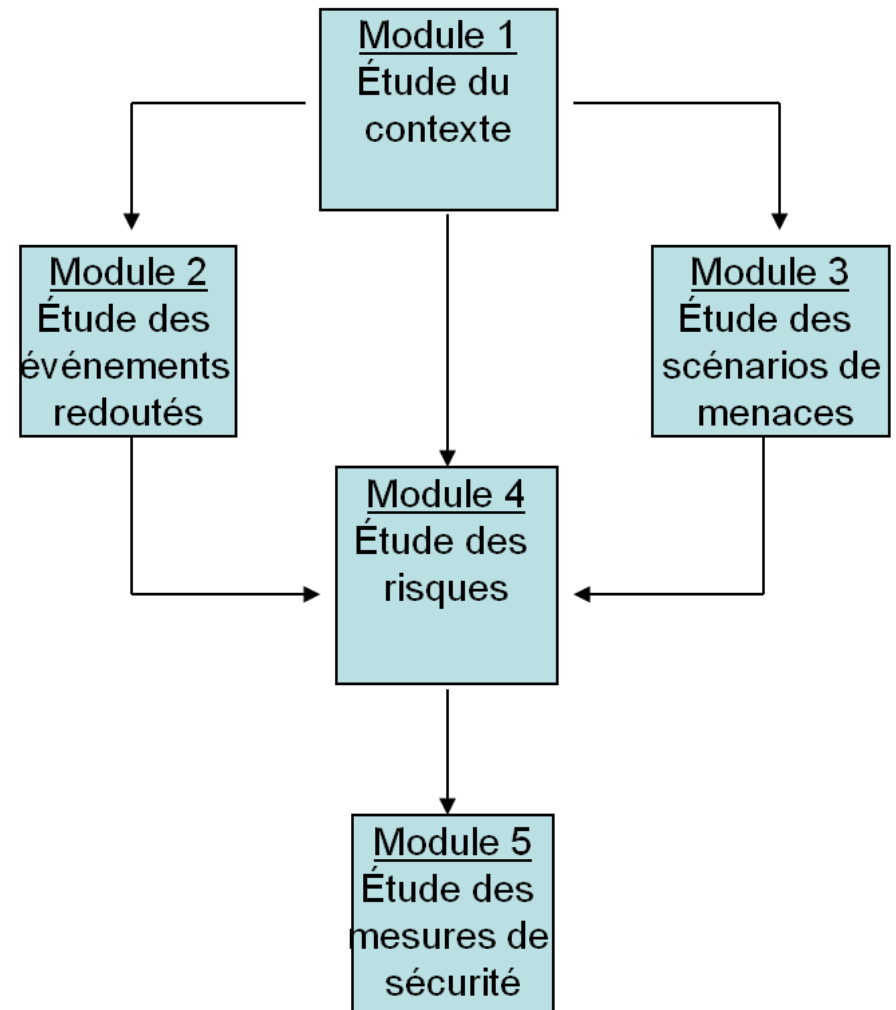 Module 1
Étude du
contexte
Module 2
Étude des
événements
redoutés
Module 3
Étude des
scénarios de
menaces
Module 4
Étude des
risques
Module 5
Étude des
mesures de
sécurité